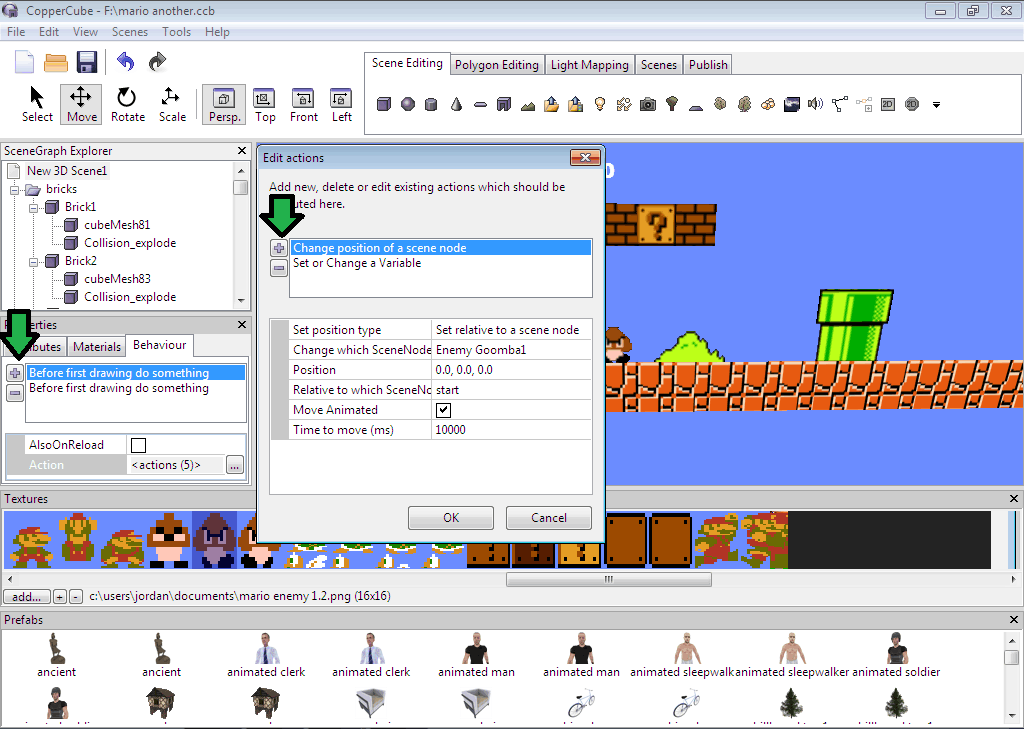 CopperCube - F:\mario another.ccb
File Edit View Scenes Tools Help
Scene Editing Polygon Editing Light Mapping Scenes Publish
Select Move Rotate Scale Persp. Top Front Left
2D 2D
SceneGraph Explorer
New 3D Scene1
bricks
Brick1
cubeMesh81
Collision_explode
Brick2
cubeMesh83
Collision_explode
Materials Behaviour
Before first drawing do something
Before first drawing do something
AlsoOnReload
Action <actions (5)> ...
Edit actions
Add new, delete or edit existing actions which should be
here.
Change position of a scene node
Set or Change a Variable
Set position type Set relative to a scene node
Change which SceneNode Enemy Goomba1
Position 0.0, 0.0, 0.0
Relative to which SceneNo start
Move Animated
Time to move (ms) 10000
OK Cancel
0
?
Textures
add... + - c:\users\jordan\documents\mario enemy 1.2.png (16x16)
Prefabs
ancient ancient animated clerk animated clerk animated man animated man animated sleepwalk animated sleepwalker animated soldier